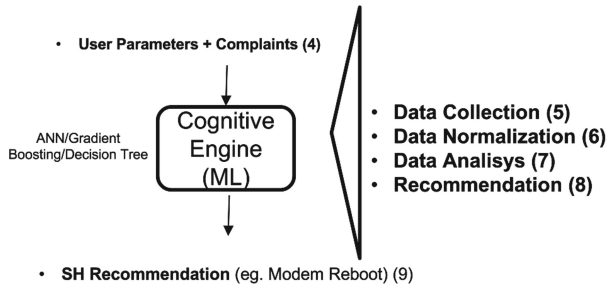 • User Parameters + Complaints (4)
ANN/Gradient
Boosting/Decision Tree
Cognitive
Engine
(ML)
• Data Collection (5)
• Data Normalization (6)
• Data Analisys (7)
• Recommendation (8)
• SH Recommendation (eg. Modem Reboot) (9)